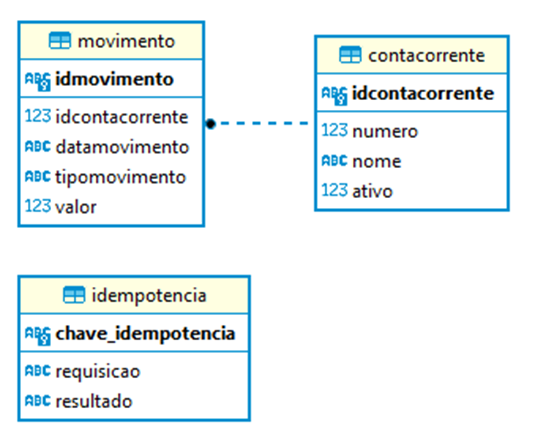 movimento
ABC idmovimento
123 idcontacorrente
ABC datamovimento
ABC tipomovimento
123 valor
contacorrente
ABC idcontacorrente
123 numero
ABC nome
123 ativo
idempotencia
ABC chave_idempotencia
ABC requisicao
ABC resultado